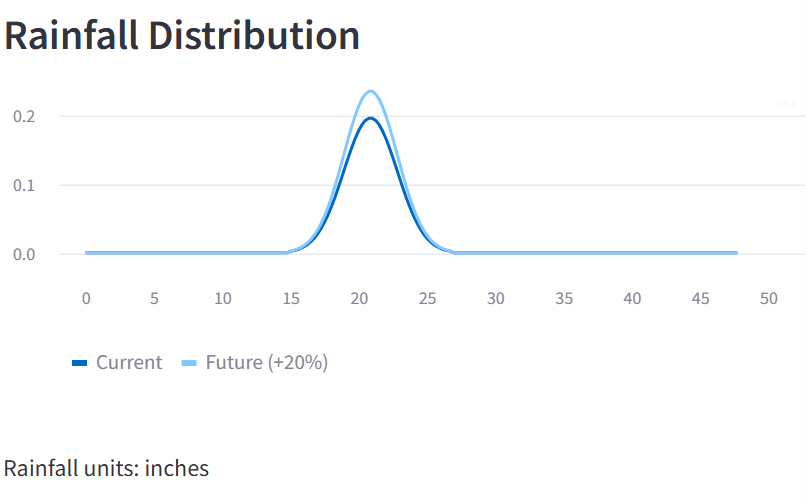 Rainfall Distribution
0.2
0.1
0.0
0 5 10 15 20 25 30 35 40 45 50
Current Future (+20%)
Rainfall units: inches